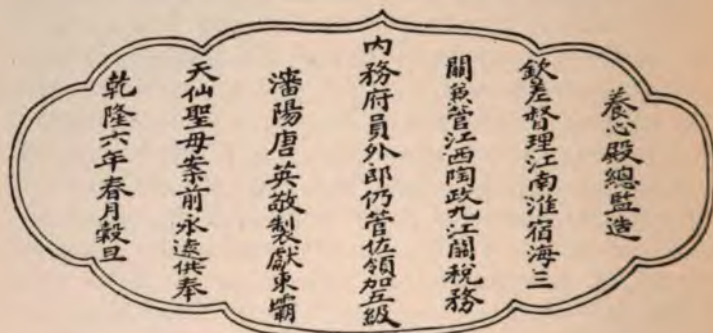 養心殿總監造
欽差督理江南淮宿海三
關兼管江西陶政九江關稅務
內務府員外郎仍管佐領加五級
瀋陽唐英敬製獻東壩
天仙聖母案前永遠供奉
乾隆六年春月穀旦